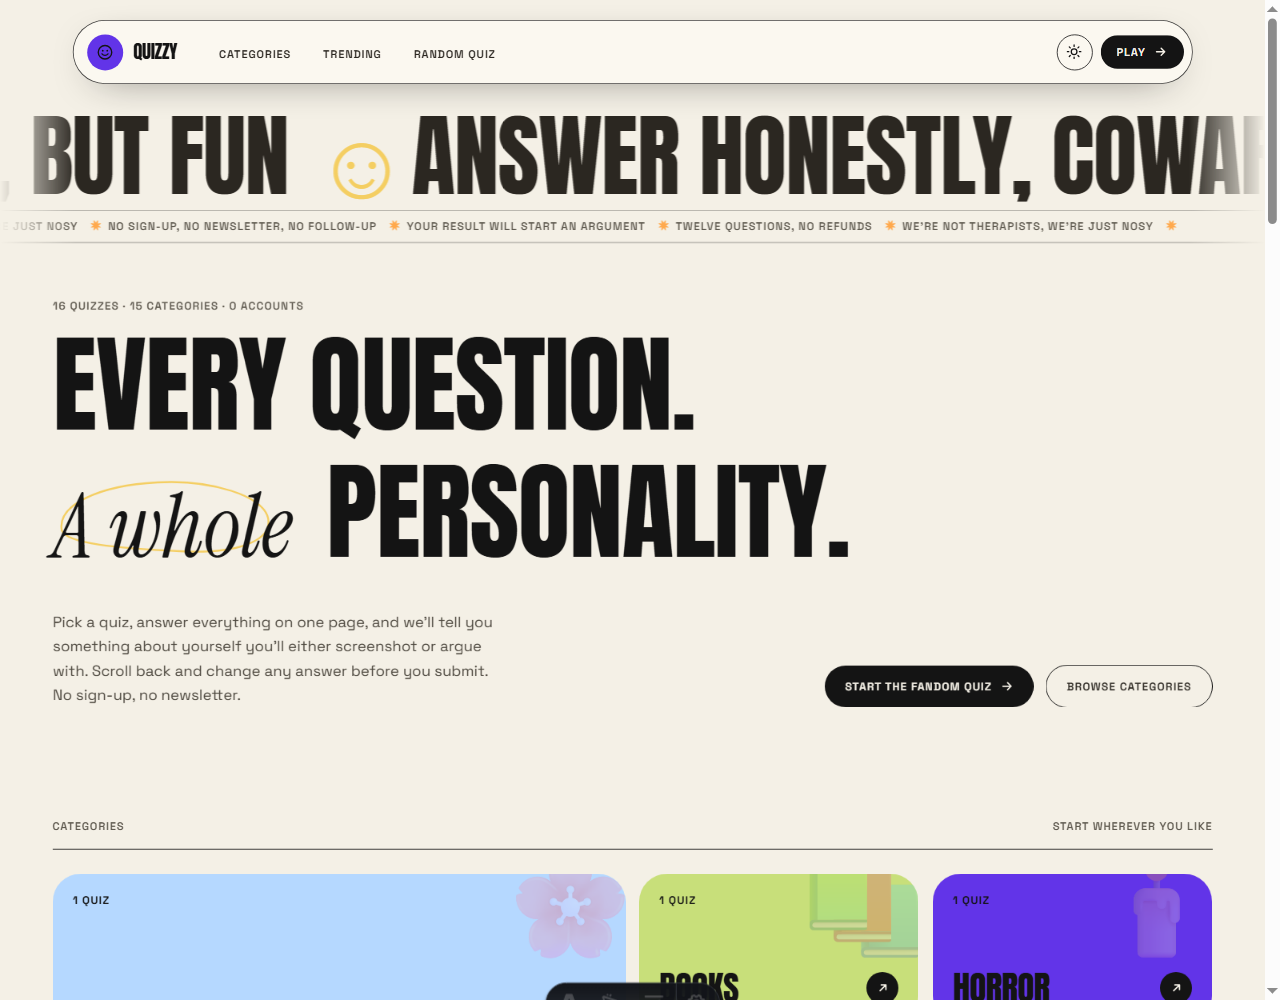 QUIZZY
CATEGORIES
TRENDING
RANDOM QUIZ
PLAY
BUT FUN ANSWER HONESTLY,
JUST NOSY NO SIGN-UP, NO NEWSLETTER, NO FOLLOW-UP YOUR RESULT WILL START AN ARGUMENT TWELVE QUESTIONS, NO REFUNDS WE'RE NOT THERAPISTS, WE'RE JUST NOSY
16 QUIZZES · 15 CATEGORIES · 0 ACCOUNTS
EVERY QUESTION.
A whole PERSONALITY.
Pick a quiz, answer everything on one page, and we'll tell you
something about yourself you'll either screenshot or argue
with. Scroll back and change any answer before you submit.
No sign-up, no newsletter.
START THE FANDOM QUIZ
BROWSE CATEGORIES
CATEGORIES
START WHEREVER YOU LIKE
1 QUIZ
1 QUIZ
BOOKS
1 QUIZ
HORROR